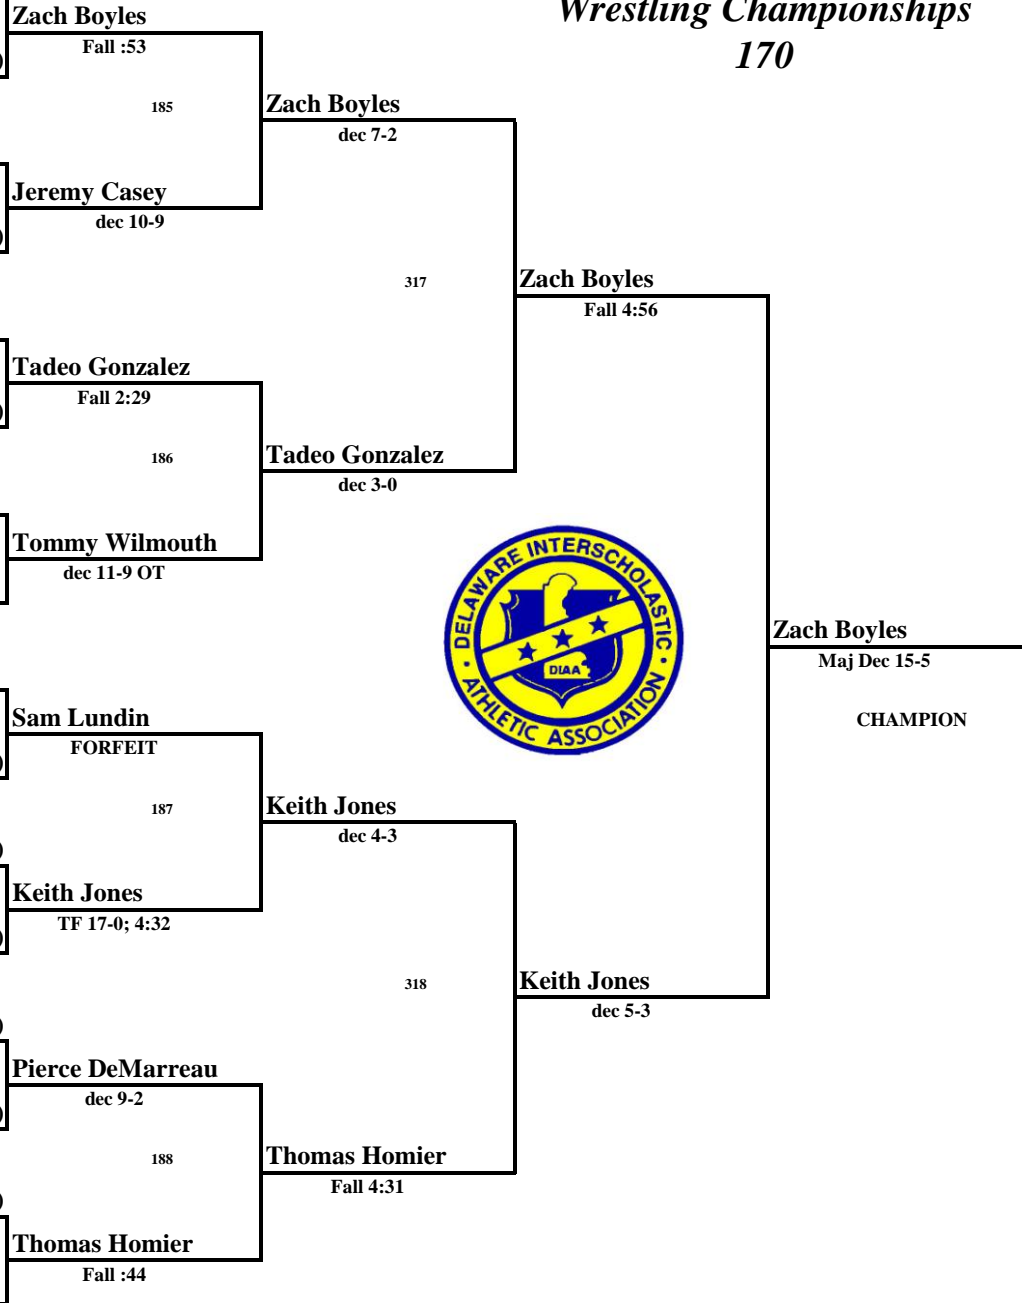 Wrestling Championships
170
Zach Boyles
Fall :53
185
Zach Boyles
dec 7-2
Jeremy Casey
dec 10-9
317
Zach Boyles
Fall 4:56
Tadeo Gonzalez
Fall 2:29
186
Tadeo Gonzalez
dec 3-0
Tommy Wilmouth
dec 11-9 OT
DELAWARE INTERSCHOLASTIC
ATHLETIC ASSOCIATION
DIAA
Zach Boyles
Maj Dec 15-5
CHAMPION
Sam Lundin
FORFEIT
187
Keith Jones
dec 4-3
Keith Jones
TF 17-0; 4:32
318
Keith Jones
dec 5-3
Pierce DeMarreau
dec 9-2
188
Thomas Homier
Fall 4:31
Thomas Homier
Fall :44